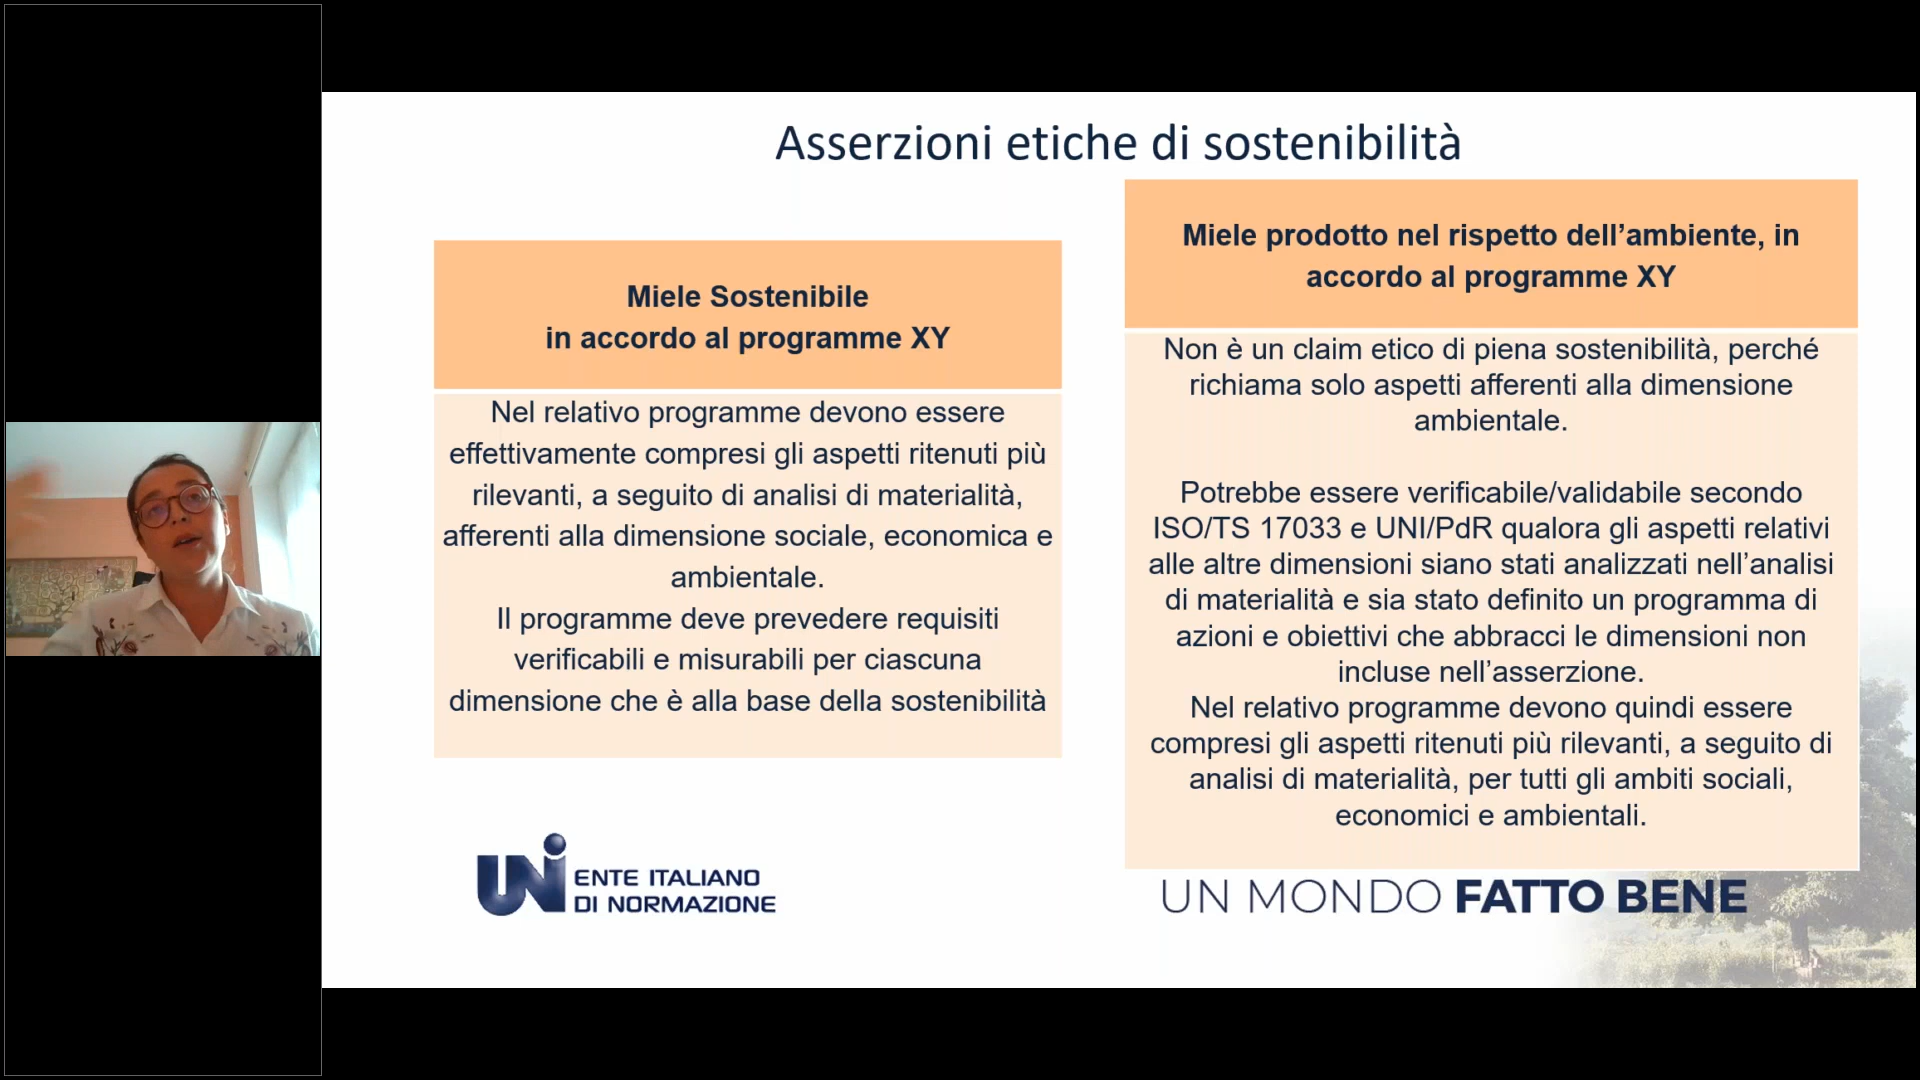 Asserzioni etiche di sostenibilità
Miele Sostenibile
in accordo al programme XY
Nel relativo programme devono essere
effettivamente compresi gli aspetti ritenuti più
rilevanti, a seguito di analisi di materialità,
afferenti alla dimensione sociale, economica e
ambientale.
Il programme deve prevedere requisiti
verificabili e misurabili per ciascuna
dimensione che è alla base della sostenibilità
Miele prodotto nel rispetto dell’ambiente, in
accordo al programme XY
Non è un claim etico di piena sostenibilità, perché
richiama solo aspetti afferenti alla dimensione
ambientale.
Potrebbe essere verificabile/validabile secondo
ISO/TS 17033 e UNI/PdR qualora gli aspetti relativi
alle altre dimensioni siano stati analizzati nell’analisi
di materialità e sia stato definito un programma di
azioni e obiettivi che abbracci le dimensioni non
incluse nell’asserzione.
Nel relativo programme devono quindi essere
compresi gli aspetti ritenuti più rilevanti, a seguito di
analisi di materialità, per tutti gli ambiti sociali,
economici e ambientali.
UNI ENTE ITALIANO
DI NORMAZIONE
UN MONDO FATTO BENE